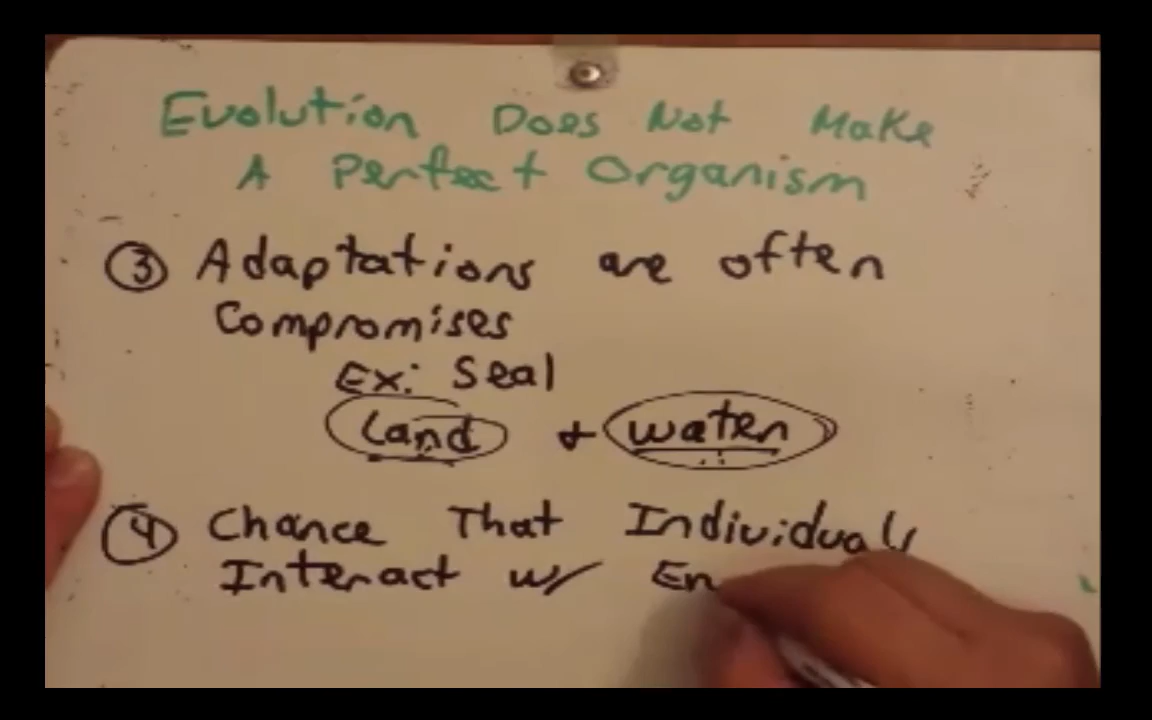 Evolution Does Not Make
A Perfect Organism
③ Adaptations are often
Compromises
Ex: Seal
Land + water
④ Chance That Individuals
Interact w/ En